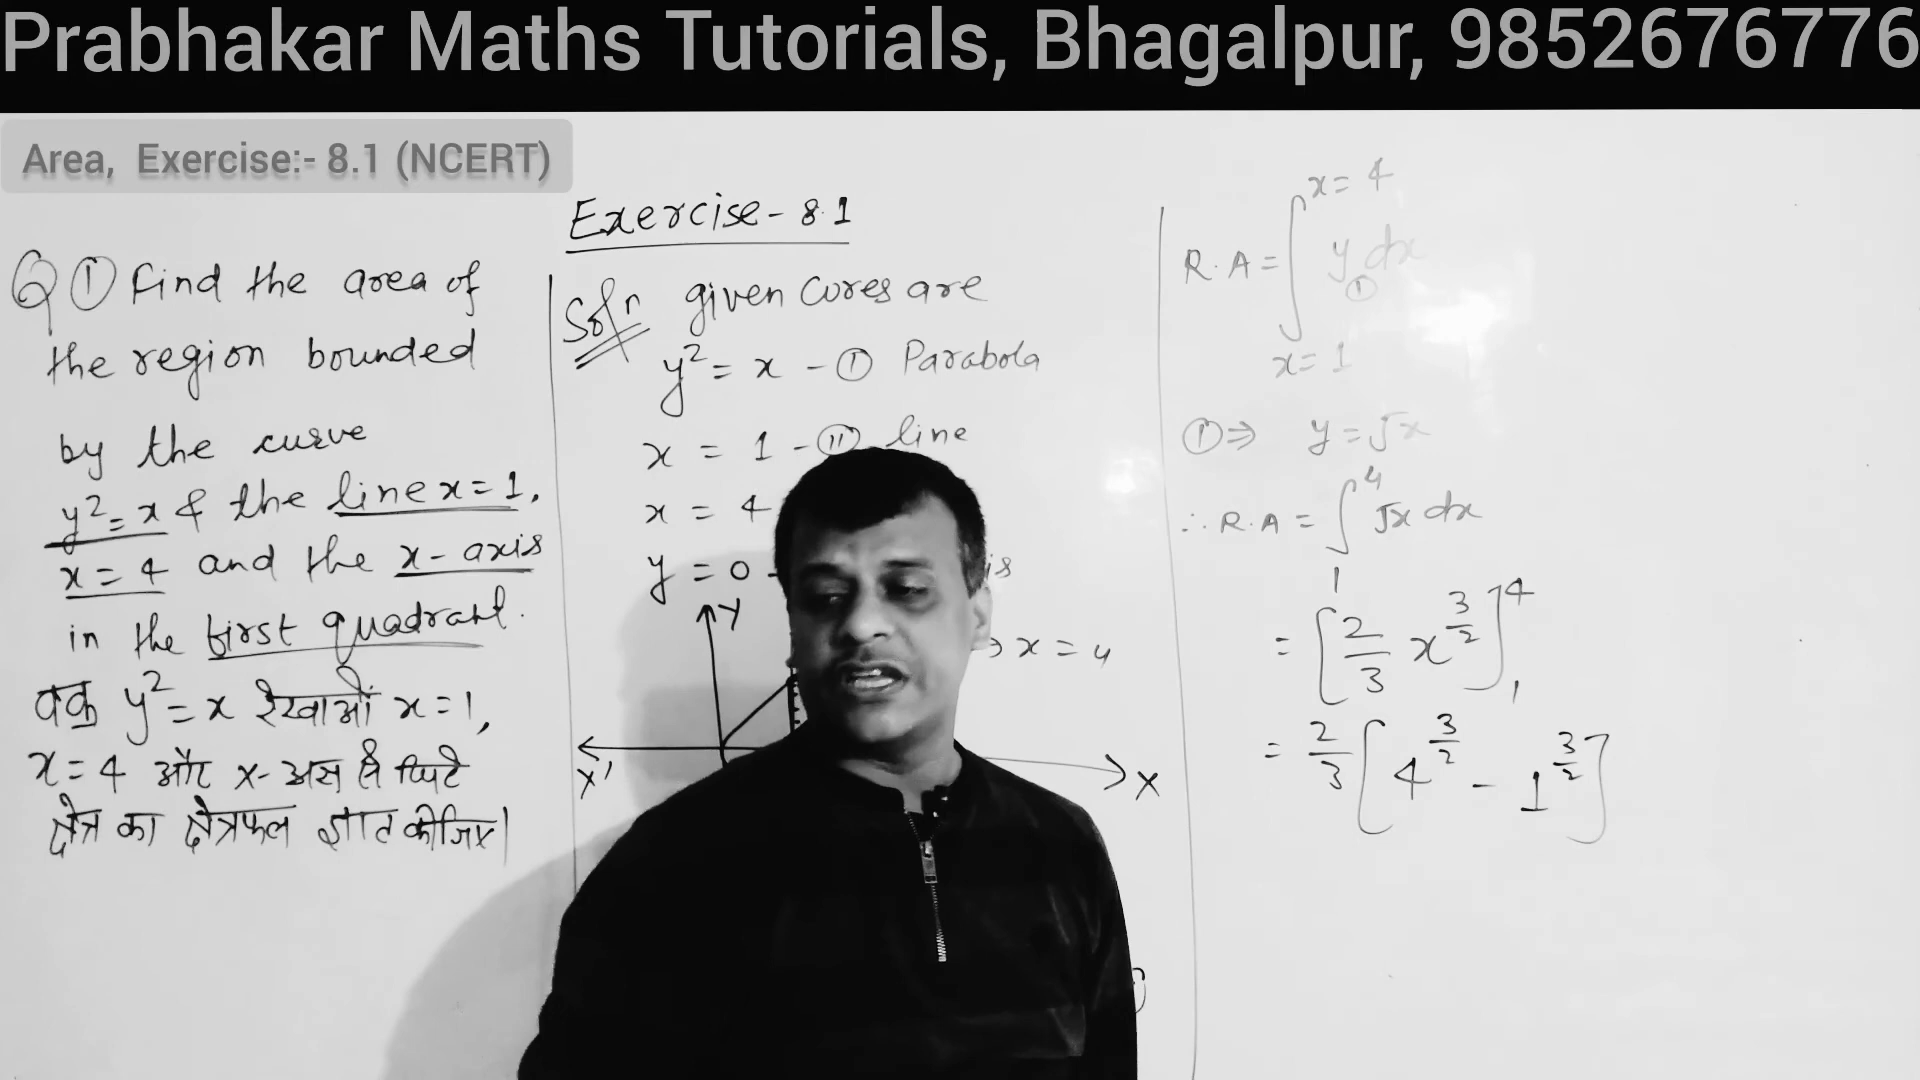 Prabhakar Maths Tutorials, Bhagalpur, 9852676776
Area, Exercise:- 8.1 (NCERT)
Exercise - 8.1
Q ① Find the area of
the region bounded
by the curve
y² = x & the line x = 1,
x = 4 and the x-axis
in the first quadrant.
वक्र y² = x रेखाओं x = 1,
x = 4 और x-अक्ष से घिरे
क्षेत्र का क्षेत्रफल ज्ञात कीजिए।
Soln given cures are
y² = x - ① Parabola
x = 1 - ⑪ line
x = 4
y = 0 -
Y
x = 4
X'
X
R.A = ∫ y dx
x = 4
x = 1
①
① ⇒ y = √x
∴ R.A = ∫₁⁴ √x dx
= [2/3 x^(3/2)]₁⁴
= 2/3 [4^(3/2) - 1^(3/2)]